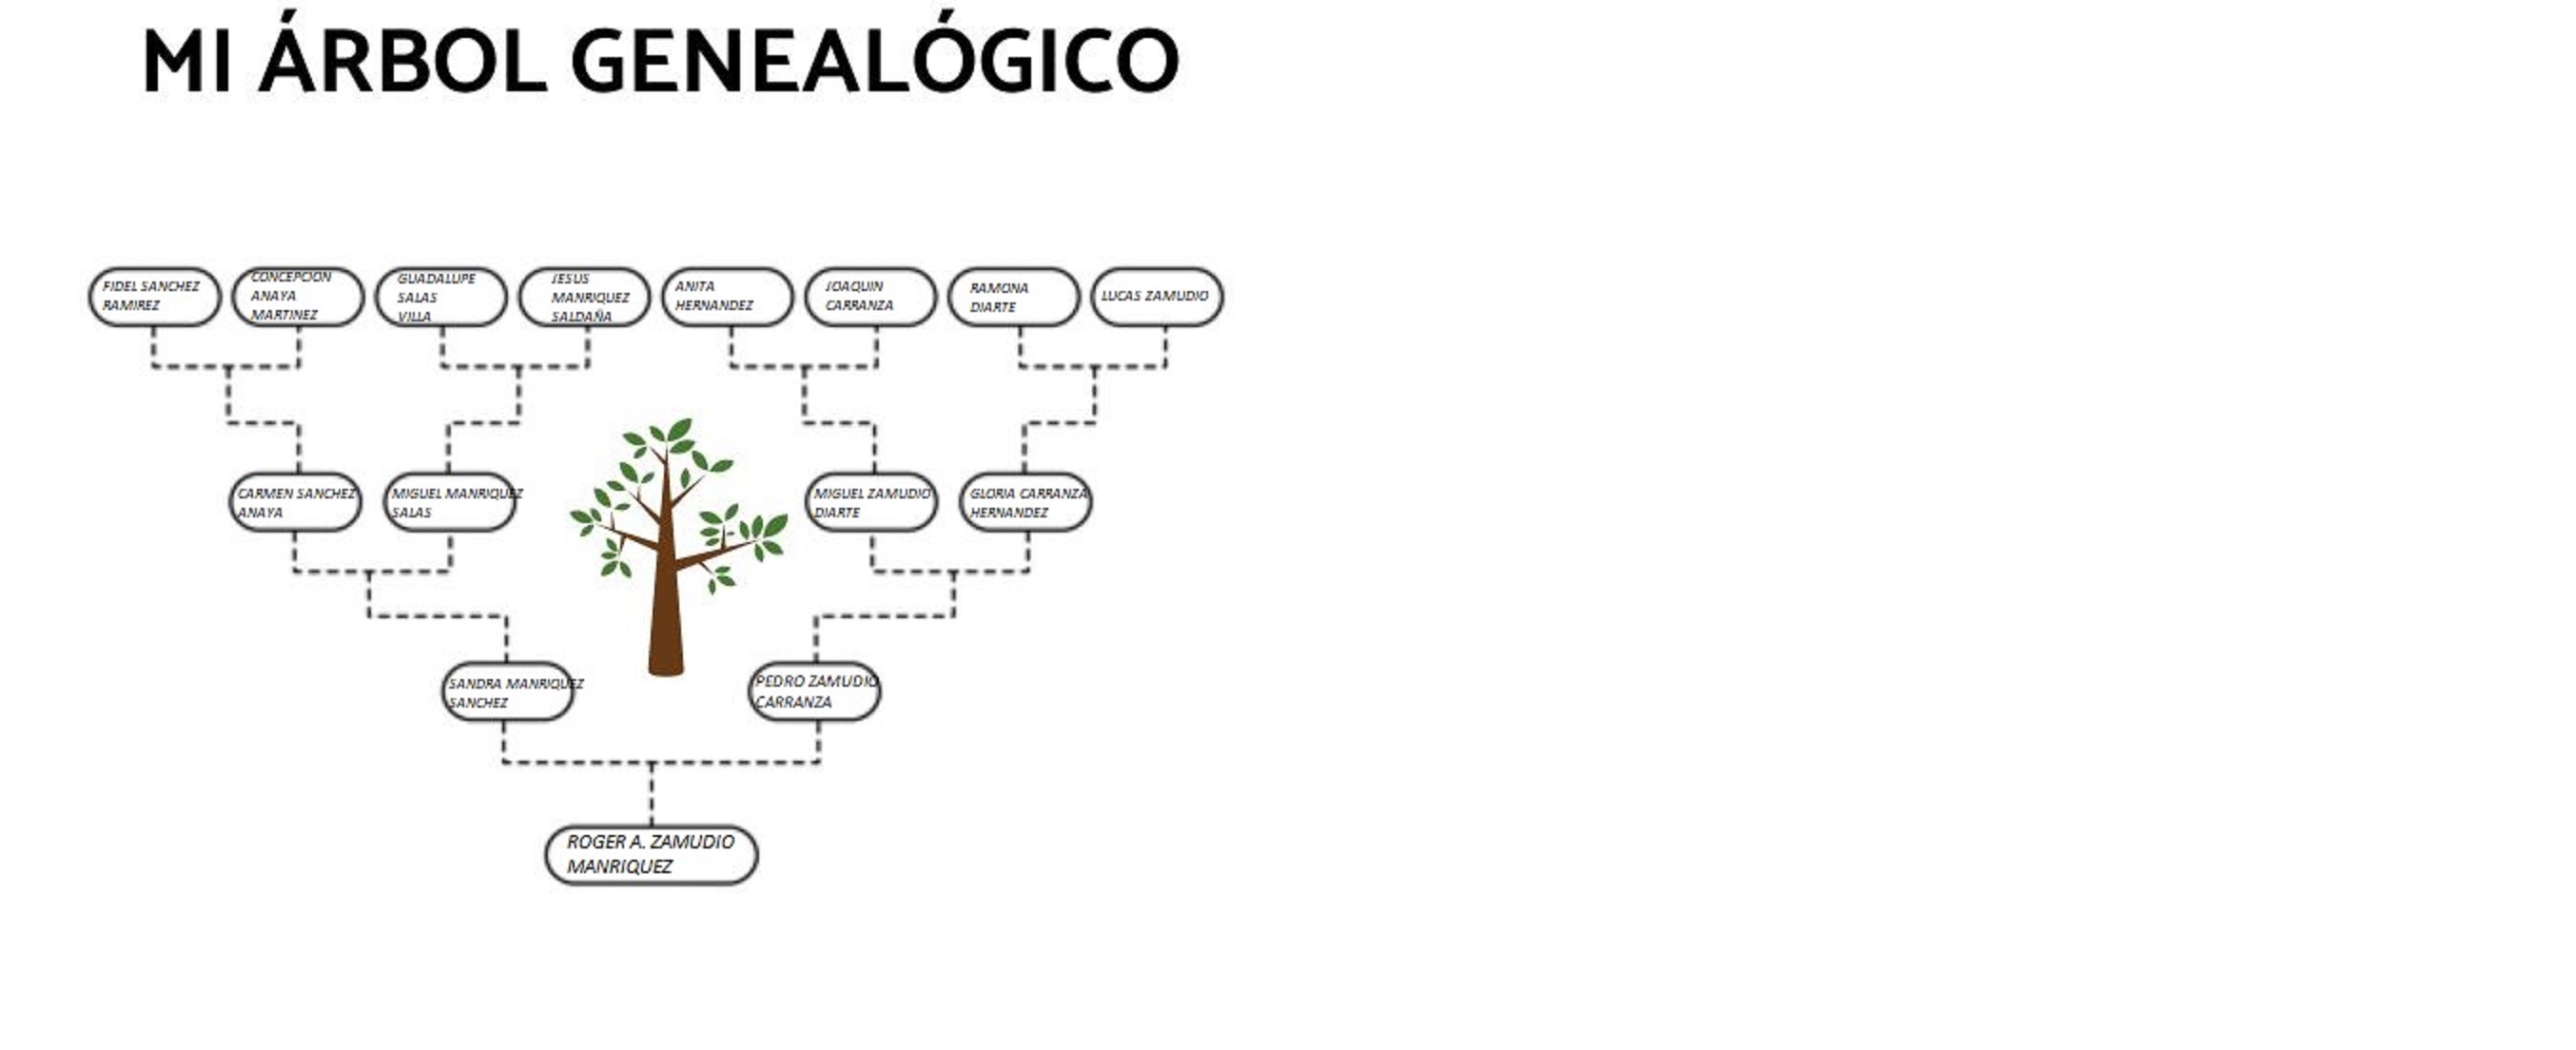 MI ÁRBOL GENEALÓGICO
FIDEL SANCHEZ
RAMIREZ
CONCEPCION
ANAYA
MARTINEZ
GUADALUPE
SALAS
VILLA
JESUS
MANRIQUEZ
SALDAÑA
ANITA
HERNANDEZ
JOAQUIN
CARRANZA
RAMONA
DIARTE
LUCAS ZAMUDIO
CARMEN SANCHEZ
ANAYA
MIGUEL MANRIQUEZ
SALAS
MIGUEL ZAMUDIO
DIARTE
GLORIA CARRANZA
HERNANDEZ
SANDRA MANRIQUEZ
SANCHEZ
PEDRO ZAMUDIO
CARRANZA
ROGER A. ZAMUDIO
MANRIQUEZ